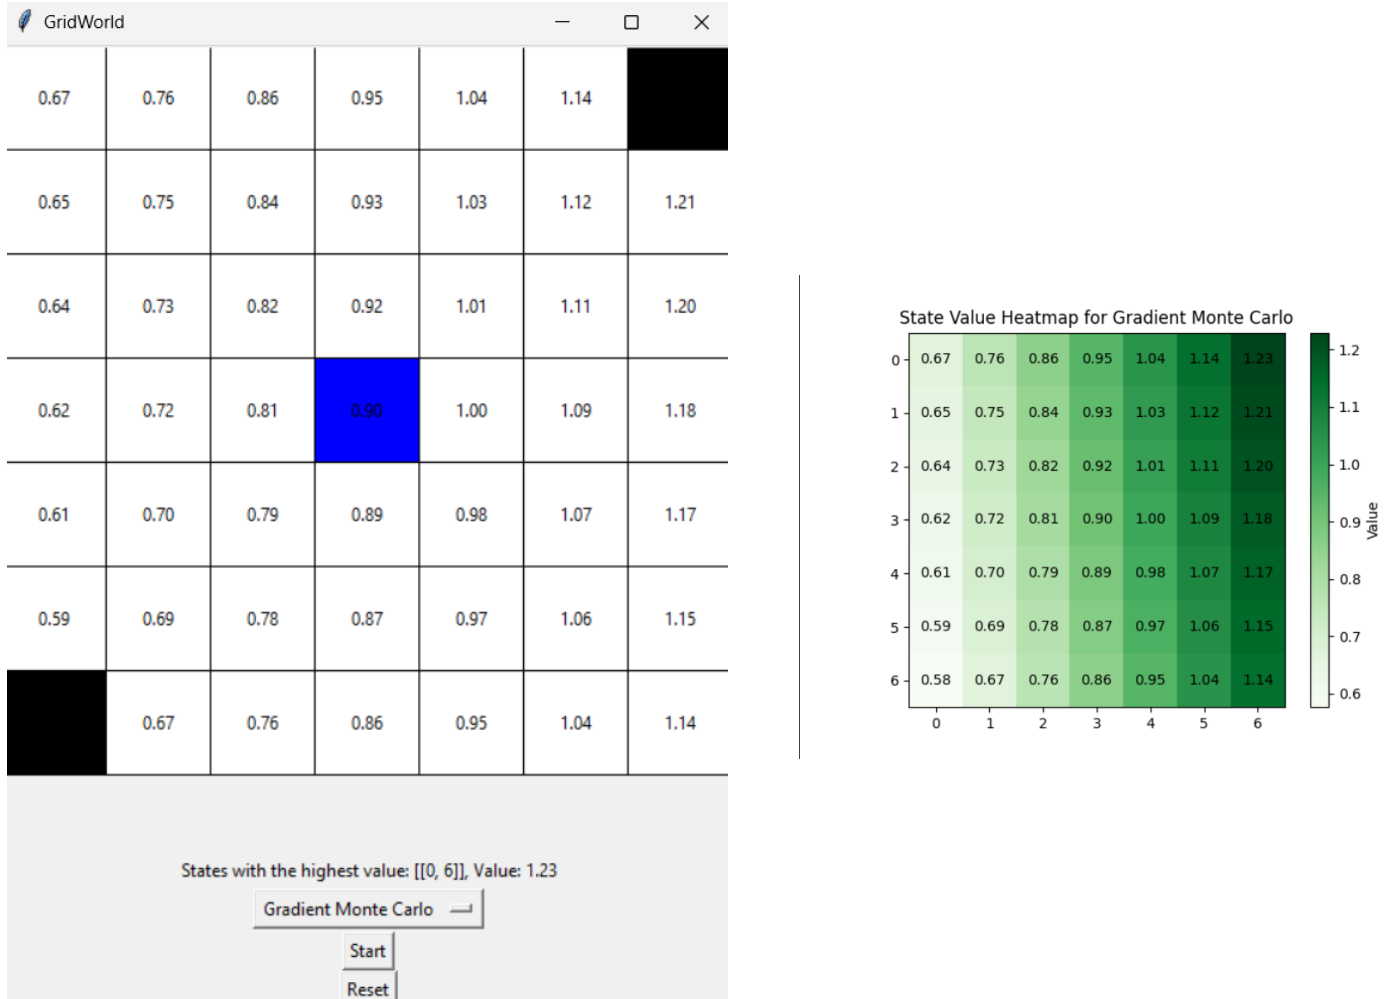 GridWorld
0.67 0.76 0.86 0.95 1.04 1.14
0.65 0.75 0.84 0.93 1.03 1.12 1.21
0.64 0.73 0.82 0.92 1.01 1.11 1.20
0.62 0.72 0.81 0.90 1.00 1.09 1.18
0.61 0.70 0.79 0.89 0.98 1.07 1.17
0.59 0.69 0.78 0.87 0.97 1.06 1.15
0.67 0.76 0.86 0.95 1.04 1.14
States with the highest value: [[0, 6]], Value: 1.23
Gradient Monte Carlo
Start
Reset
State Value Heatmap for Gradient Monte Carlo
0 0.67 0.76 0.86 0.95 1.04 1.14 1.23
1 0.65 0.75 0.84 0.93 1.03 1.12 1.21
2 0.64 0.73 0.82 0.92 1.01 1.11 1.20
3 0.62 0.72 0.81 0.90 1.00 1.09 1.18
4 0.61 0.70 0.79 0.89 0.98 1.07 1.17
5 0.59 0.69 0.78 0.87 0.97 1.06 1.15
6 0.58 0.67 0.76 0.86 0.95 1.04 1.14
0 1 2 3 4 5 6
1.2
1.1
1.0
0.9
0.8
0.7
0.6
Value